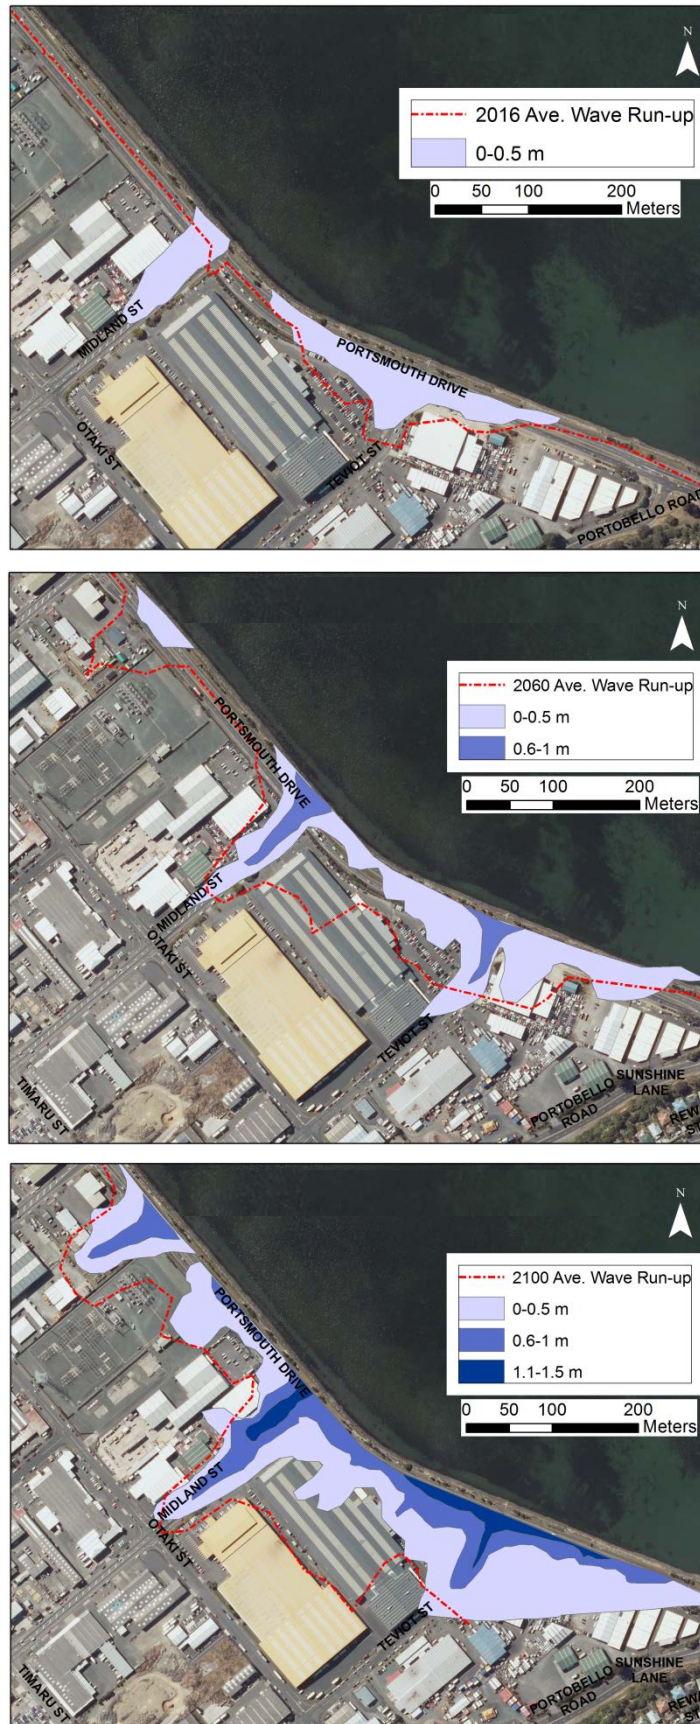 N
2016 Ave. Wave Run-up
0-0.5 m
0 50 100 200
Meters
MIDLAND ST
PORTSMOUTH DRIVE
OTAKI ST
TEVIOT ST
PORTOBELLO ROAD
N
2060 Ave. Wave Run-up
0-0.5 m
0.6-1 m
0 50 100 200
Meters
PORTSMOUTH DRIVE
MIDLAND ST
OTAKI ST
TEVIOT ST
TIMARU ST
PORTOBELLO
ROAD
SUNSHINE
LANE
REW
ST
N
2100 Ave. Wave Run-up
0-0.5 m
0.6-1 m
1.1-1.5 m
0 50 100 200
Meters
PORTSMOUTH DRIVE
MIDLAND ST
OTAKI ST
TEVIOT ST
TIMARU ST
PORTOBELLO
ROAD
SUNSHINE
LANE
REW